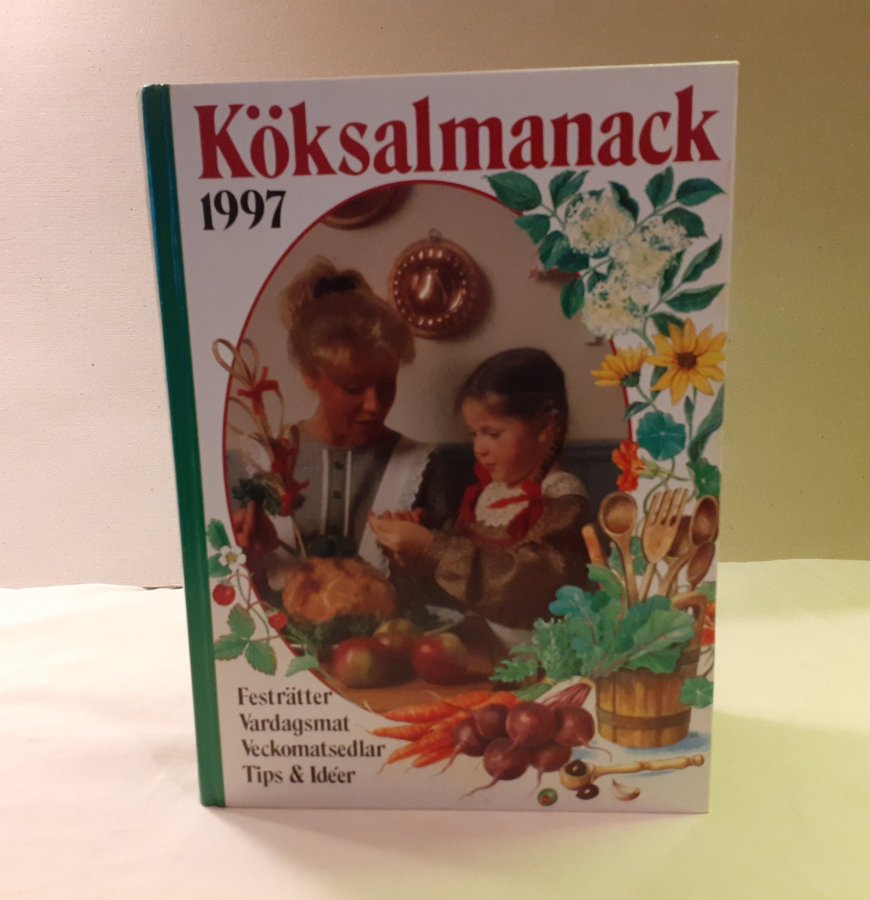 Köksalmanack
1997
Festrätter
Vardagsmat
Veckomatsedlar
Tips & Idéer